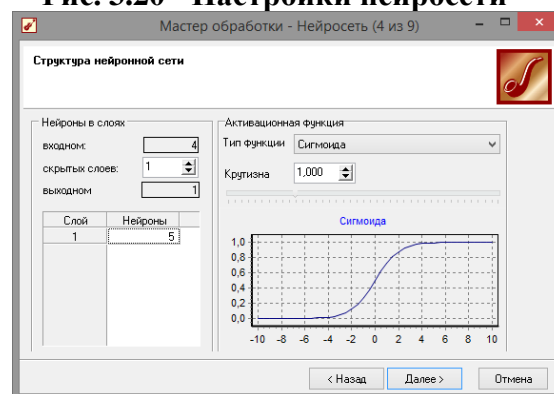 Рис. 3.20 - Настройки нейросети
Мастер обработки - Нейросеть (4 из 9)
Структура нейронной сети
Нейроны в слоях
входном: 4
скрытых слоев: 1
выходном 1
Слой Нейроны
1 5
Активационная функция
Тип функции Сигмоида
Крутизна 1,000
Сигмоида
1,0
0,8
0,6
0,4
0,2
0,0
-10 -8 -6 -4 -2 0 2 4 6 8 10
< Назад Далее > Отмена